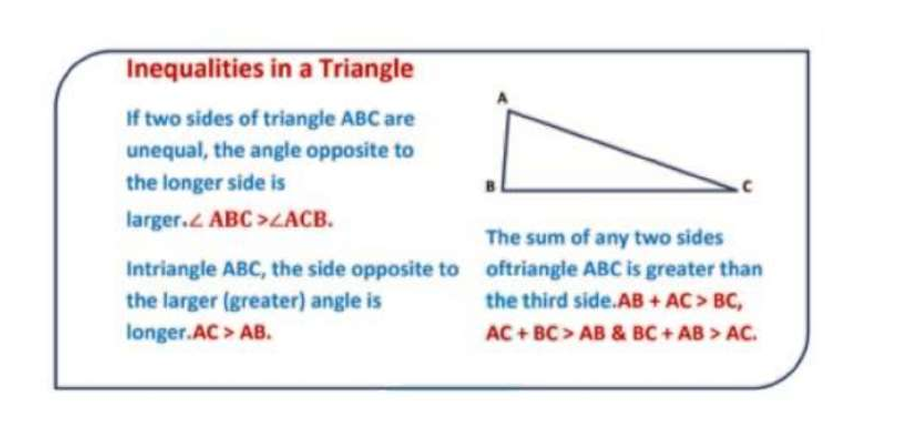 Inequalities in a Triangle
If two sides of triangle ABC are
unequal, the angle opposite to
the longer side is
larger.∠ ABC >∠ACB.
Intriangle ABC, the side opposite to
the larger (greater) angle is
longer.AC > AB.
A
B
C
The sum of any two sides
oftriangle ABC is greater than
the third side.AB + AC > BC,
AC + BC > AB & BC + AB > AC.